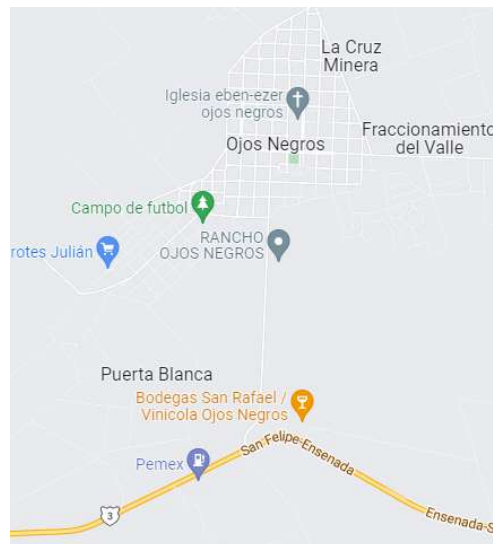 La Cruz
Minera
Iglesia eben-ezer
ojos negros
Fraccionamiento
del Valle
Ojos Negros
Campo de futbol
RANCHO
OJOS NEGROS
rotes Julián
Puerta Blanca
Bodegas San Rafael /
Vinicola Ojos Negros
San Felipe-Ensenada
Pemex
3
Ensenada-S